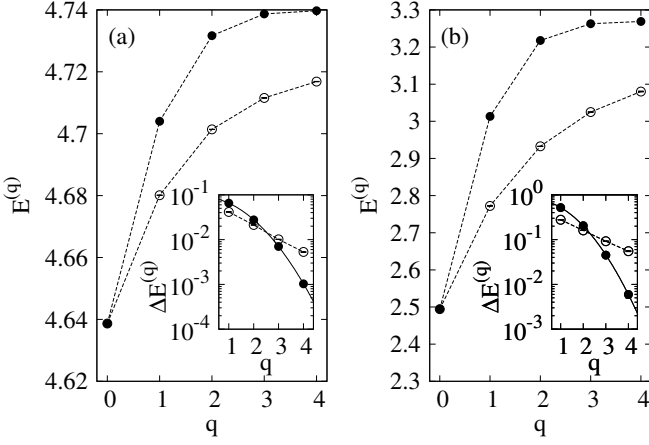 (a)
4.74
4.72
4.7
4.68
4.66
4.64
4.62
E^(q)
0 1 2 3 4
q
10^-1
10^-2
10^-3
10^-4
ΔE^(q)
1 2 3 4
q
(b)
3.3
3.2
3.1
3
2.9
2.8
2.7
2.6
2.5
2.4
2.3
E^(q)
0 1 2 3 4
q
10^0
10^-1
10^-2
10^-3
ΔE^(q)
1 2 3 4
q